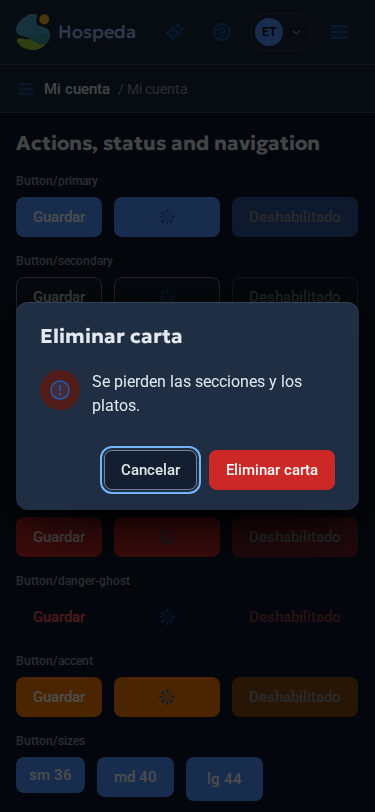 Hospeda
ET
Mi cuenta / Mi cuenta
Actions, status and navigation
Button/primary
Guardar
Deshabilitado
Button/secondary
Guardar
Deshabilitado
Eliminar carta
Se pierden las secciones y los
platos.
Cancelar
Eliminar carta
Guardar
Deshabilitado
Button/danger-ghost
Guardar
Deshabilitado
Button/accent
Guardar
Deshabilitado
Button/sizes
sm 36
md 40
lg 44